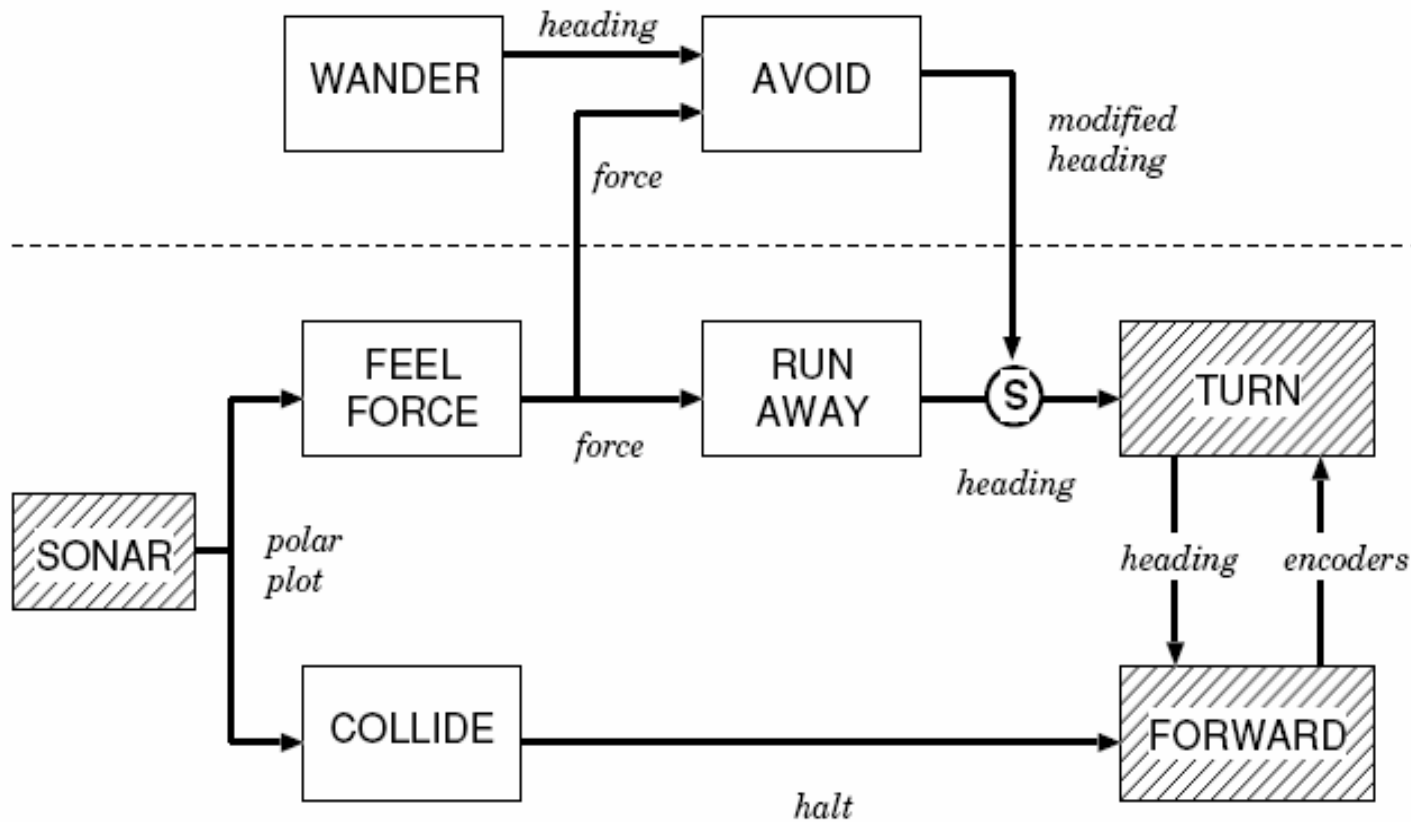 heading
WANDER
AVOID
modified
heading
force
FEEL
FORCE
RUN
AWAY
S
TURN
force
heading
SONAR
polar
plot
heading
encoders
COLLIDE
FORWARD
halt